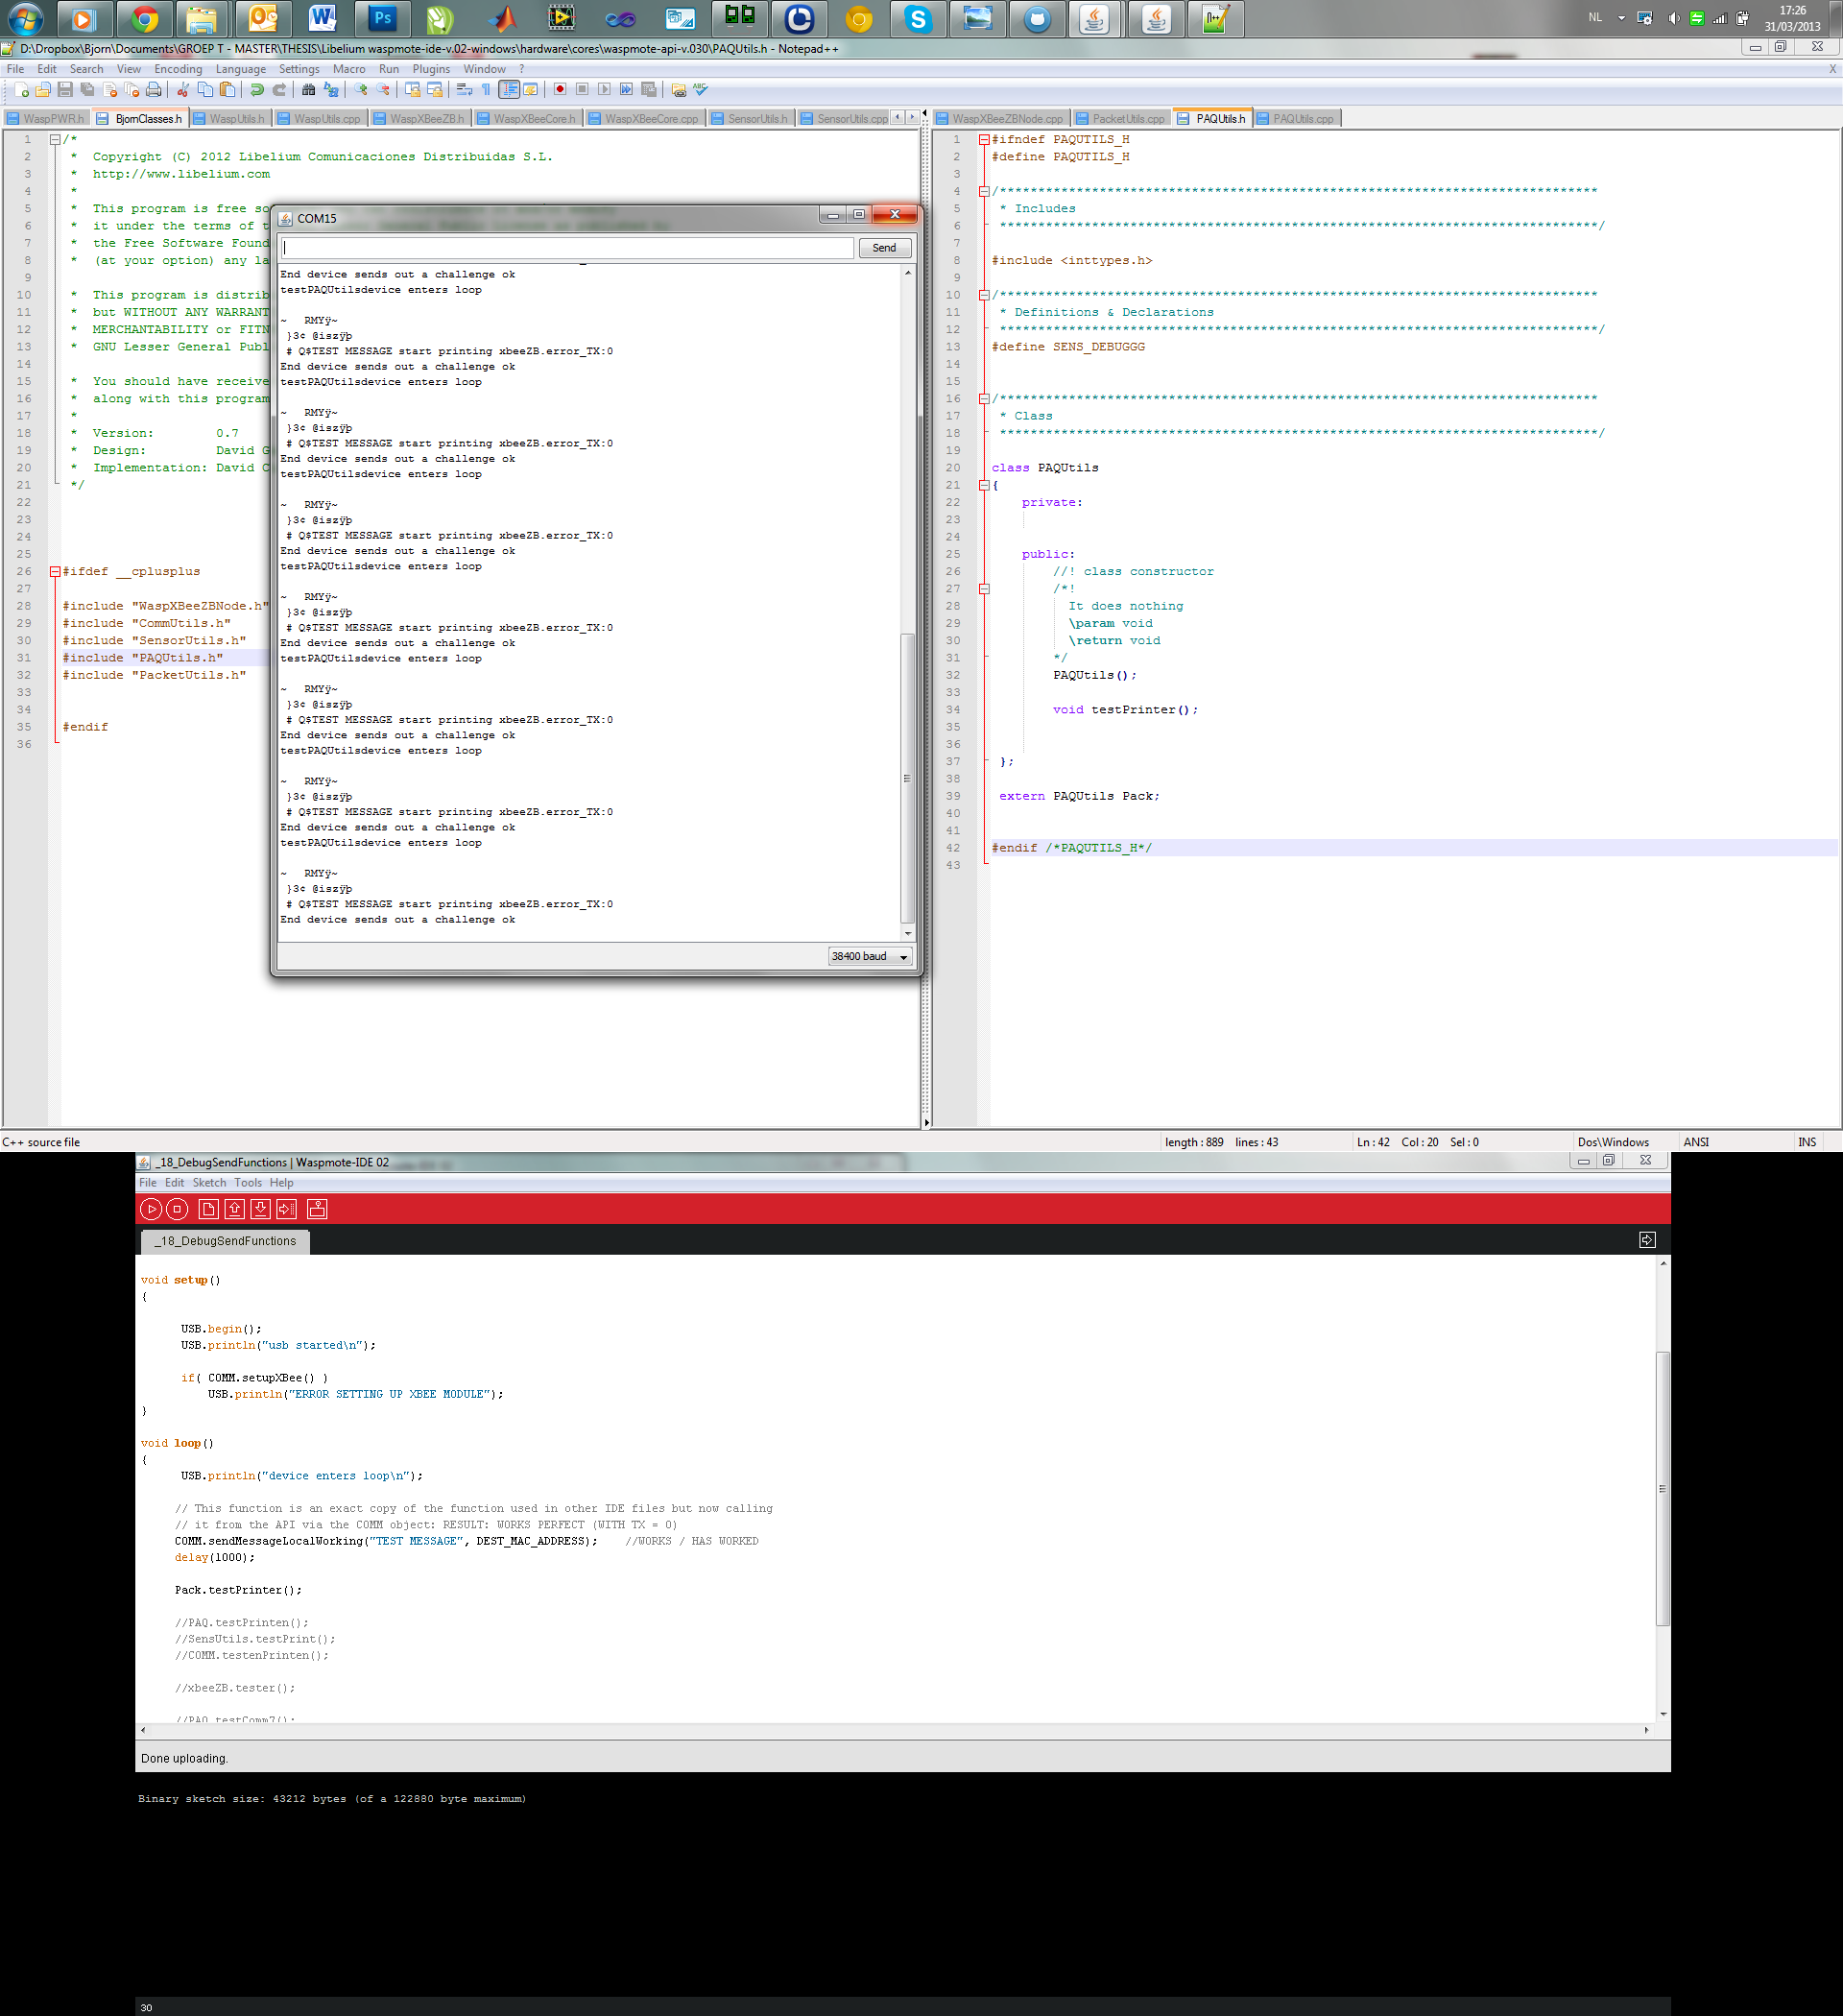 NL
17:26
31/03/2013
D:\Dropbox\Bjorn\Documents\GROEP T - MASTER\THESIS\Libelium waspmote-ide-v.02-windows\hardware\cores\waspmote-api-v.030\PAQUtils.h - Notepad++
File Edit Search View Encoding Language Settings Macro Run Plugins Window ?
WaspPWR.h BjornClasses.h WaspUtils.h WaspUtils.cpp WaspXBeeZB.h WaspXBeeCore.h WaspXBeeCore.cpp SensorUtils.h SensorUtils.cpp
1 /*
2 * Copyright (C) 2012 Libelium Comunicaciones Distribuidas S.L.
3 * http://www.libelium.com
4 *
5 * This program is free so
6 * it under the terms of t
7 the Free Software Found
8 * (at your option) any la
9
10 * This program is distrib
11 * but WITHOUT ANY WARRANT
12 * MERCHANTABILITY or FITN
13 * GNU Lesser General Publ
14
15 * You should have receive
16 * along with this program
17 *
18 * Version: 0.7
19 * Design: David G
20 * Implementation: David C
21 */
22
23
24
25
26 #ifdef __cplusplus
27
28 #include "WaspXBeeZBNode.h"
29 #include "CommUtils.h"
30 #include "SensorUtils.h"
31 #include "PAQUtils.h"
32 #include "PacketUtils.h"
33
34
35 #endif
36
COM15
Send
End device sends out a challenge ok
testPAQUtilsdevice enters loop
~ RMYÿ~
}3¢ @iszÿþ
# Q$TEST MESSAGE start printing xbeeZB.error_TX:0
End device sends out a challenge ok
testPAQUtilsdevice enters loop
~ RMYÿ~
}3¢ @iszÿþ
# Q$TEST MESSAGE start printing xbeeZB.error_TX:0
End device sends out a challenge ok
testPAQUtilsdevice enters loop
~ RMYÿ~
}3¢ @iszÿþ
# Q$TEST MESSAGE start printing xbeeZB.error_TX:0
End device sends out a challenge ok
testPAQUtilsdevice enters loop
~ RMYÿ~
}3¢ @iszÿþ
# Q$TEST MESSAGE start printing xbeeZB.error_TX:0
End device sends out a challenge ok
testPAQUtilsdevice enters loop
~ RMYÿ~
}3¢ @iszÿþ
# Q$TEST MESSAGE start printing xbeeZB.error_TX:0
End device sends out a challenge ok
testPAQUtilsdevice enters loop
~ RMYÿ~
}3¢ @iszÿþ
# Q$TEST MESSAGE start printing xbeeZB.error_TX:0
End device sends out a challenge ok
testPAQUtilsdevice enters loop
~ RMYÿ~
}3¢ @iszÿþ
# Q$TEST MESSAGE start printing xbeeZB.error_TX:0
End device sends out a challenge ok
38400 baud
WaspXBeeZBNode.cpp PacketUtils.cpp PAQUtils.h PAQUtils.cpp
1 #ifndef PAQUTILS_H
2 #define PAQUTILS_H
3
4 /******************************************************************************
5 * Includes
6 ******************************************************************************/
7
8 #include <inttypes.h>
9
10 /******************************************************************************
11 * Definitions & Declarations
12 ******************************************************************************/
13 #define SENS_DEBUGGG
14
15
16 /******************************************************************************
17 * Class
18 ******************************************************************************/
19
20 class PAQUtils
21 {
22 private:
23
24
25 public:
26 //! class constructor
27 /*!
28 It does nothing
29 \param void
30 \return void
31 */
32 PAQUtils();
33
34 void testPrinter();
35
36
37 };
38
39 extern PAQUtils Pack;
40
41
42 #endif /*PAQUTILS_H*/
43
C++ source file length : 889 lines : 43 Ln : 42 Col : 20 Sel : 0 Dos\Windows ANSI INS
_18_DebugSendFunctions | Waspmote-IDE 02
File Edit Sketch Tools Help
_18_DebugSendFunctions
void setup()
{
USB.begin();
USB.println("usb started\n");
if( COMM.setupXBee() )
USB.println("ERROR SETTING UP XBEE MODULE");
}
void loop()
{
USB.println("device enters loop\n");
// This function is an exact copy of the function used in other IDE files but now calling
// it from the API via the COMM object: RESULT: WORKS PERFECT (WITH TX = 0)
COMM.sendMessageLocalWorking("TEST MESSAGE", DEST_MAC_ADDRESS); //WORKS / HAS WORKED
delay(1000);
Pack.testPrinter();
//PAQ.testPrinten();
//SensUtils.testPrint();
//COMM.testenPrinten();
//xbeeZB.tester();
//PAQ.testComm7();
Done uploading.
Binary sketch size: 43212 bytes (of a 122880 byte maximum)
30